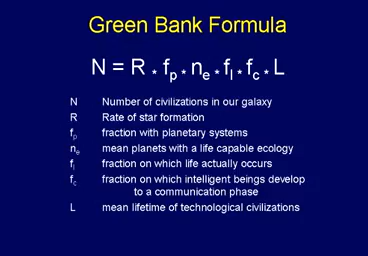 Green Bank Formula
N = R * fp * ne * fl * fc * L
N Number of civilizations in our galaxy
R Rate of star formation
fp fraction with planetary systems
ne mean planets with a life capable ecology
fl fraction on which life actually occurs
fc fraction on which intelligent beings develop
to a communication phase
L mean lifetime of technological civilizations